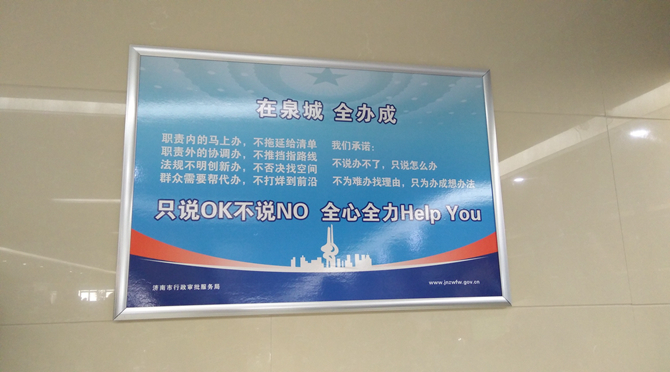 在泉城 全办成
职责内的马上办，不拖延给清单
职责外的协调办，不推挡指路线
法规不明创新办，不否决找空间
群众需要帮代办，不打烊到前沿
我们承诺：
不说办不了，只说怎么办
不为难办找理由，只为办成想办法
只说OK不说NO 全心全力Help You
济南市行政审批服务局
www.jnzwfw.gov.cn